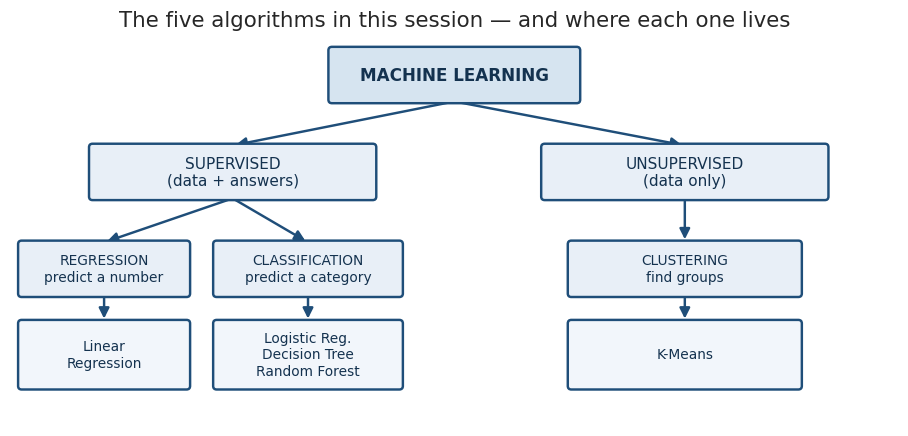 The five algorithms in this session — and where each one lives
MACHINE LEARNING
SUPERVISED
(data + answers)
UNSUPERVISED
(data only)
REGRESSION
predict a number
CLASSIFICATION
predict a category
CLUSTERING
find groups
Linear
Regression
Logistic Reg.
Decision Tree
Random Forest
K-Means